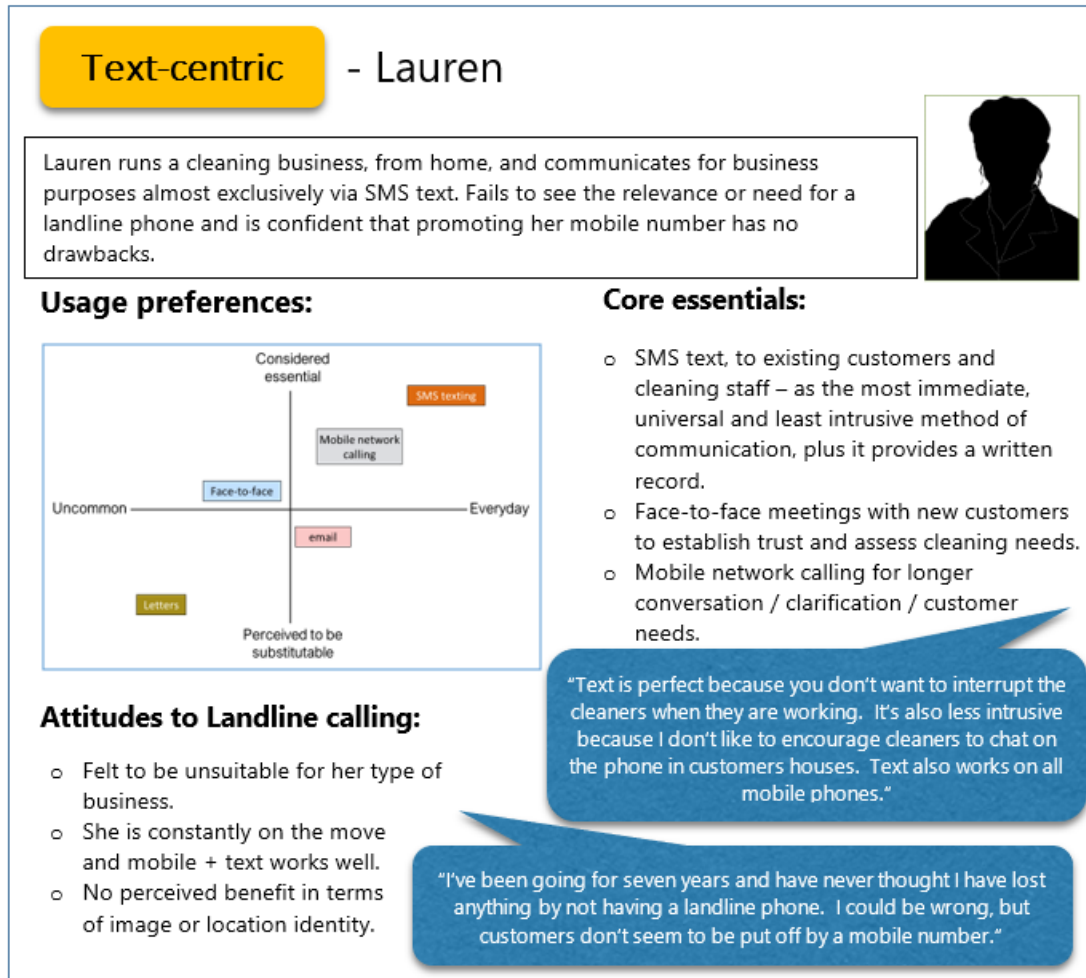 Text-centric - Lauren
Lauren runs a cleaning business, from home, and communicates for business
purposes almost exclusively via SMS text. Fails to see the relevance or need for a
landline phone and is confident that promoting her mobile number has no
drawbacks.
Usage preferences:
Considered
essential
SMS texting
Mobile network
calling
Face-to-face
Uncommon
Everyday
email
Letters
Perceived to be
substitutable
Core essentials:
o SMS text, to existing customers and
cleaning staff – as the most immediate,
universal and least intrusive method of
communication, plus it provides a written
record.
o Face-to-face meetings with new customers
to establish trust and assess cleaning needs.
o Mobile network calling for longer
conversation / clarification / customer
needs.
"Text is perfect because you don't want to interrupt the
cleaners when they are working. It's also less intrusive
because I don't like to encourage cleaners to chat on
the phone in customers houses. Text also works on all
mobile phones."
Attitudes to Landline calling:
o Felt to be unsuitable for her type of
business.
o She is constantly on the move
and mobile + text works well.
o No perceived benefit in terms
of image or location identity.
"I've been going for seven years and have never thought I have lost
anything by not having a landline phone. I could be wrong, but
customers don't seem to be put off by a mobile number."